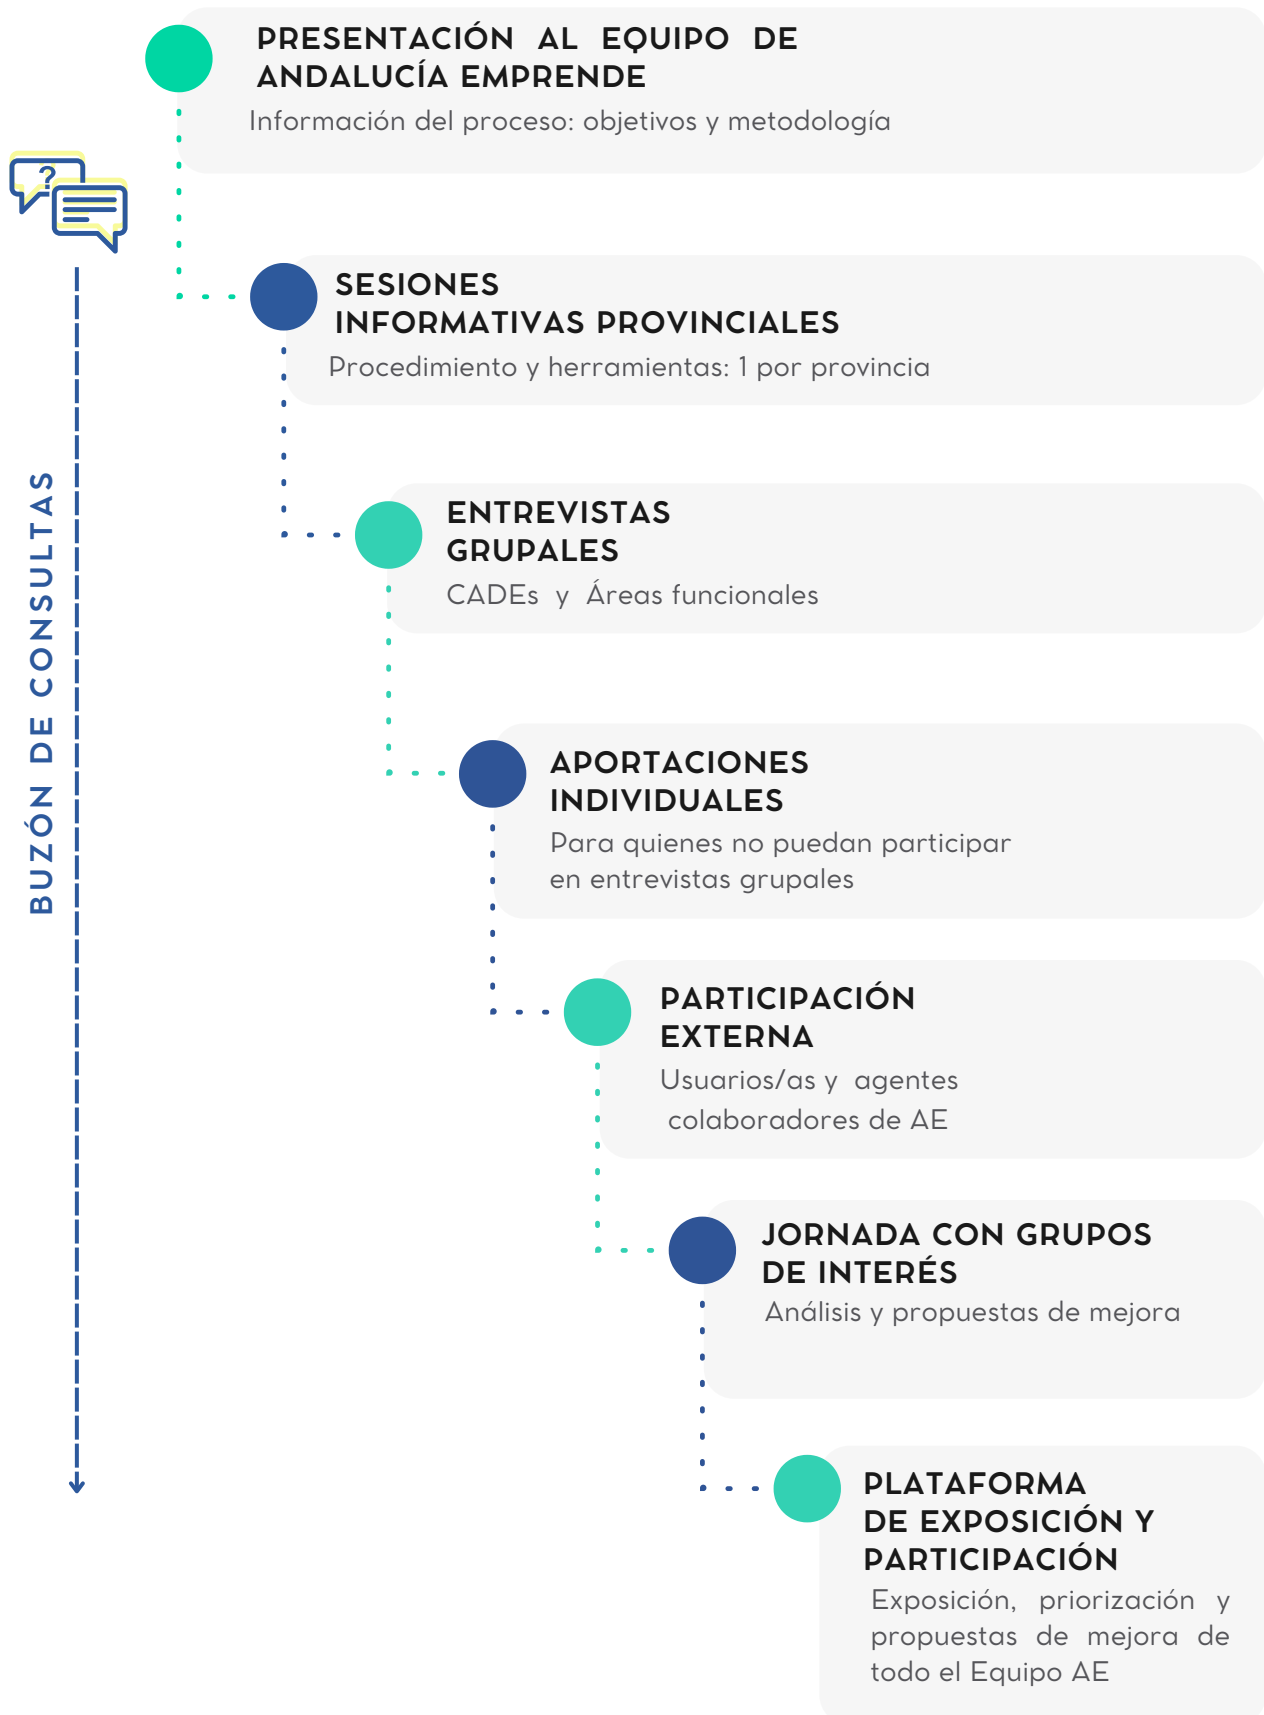 PRESENTACIÓN AL EQUIPO DE
ANDALUCÍA EMPRENDE
Información del proceso: objetivos y metodología
?
SESIONES
INFORMATIVAS PROVINCIALES
Procedimiento y herramientas: 1 por provincia
BUZÓN DE CONSULTAS
ENTREVISTAS
GRUPALES
CADEs y Áreas funcionales
APORTACIONES
INDIVIDUALES
Para quienes no puedan participar
en entrevistas grupales
PARTICIPACIÓN
EXTERNA
Usuarios/as y agentes
colaboradores de AE
JORNADA CON GRUPOS
DE INTERÉS
Análisis y propuestas de mejora
PLATAFORMA
DE EXPOSICIÓN Y
PARTICIPACIÓN
Exposición, priorización y
propuestas de mejora de
todo el Equipo AE